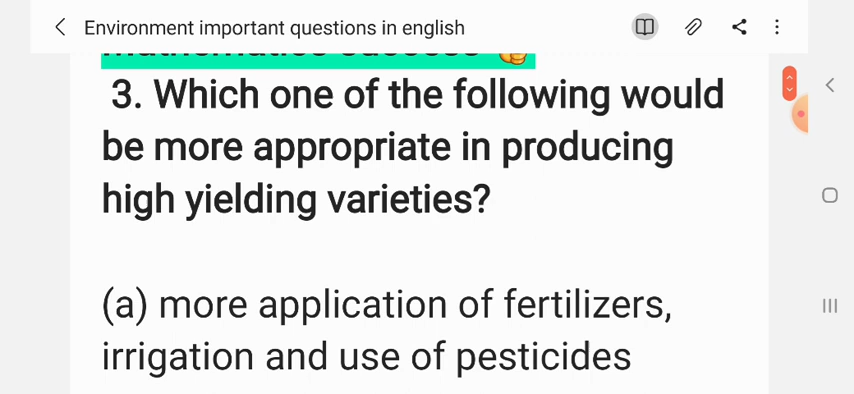 Environment important questions in english
3. Which one of the following would
be more appropriate in producing
high yielding varieties?
(a) more application of fertilizers,
irrigation and use of pesticides